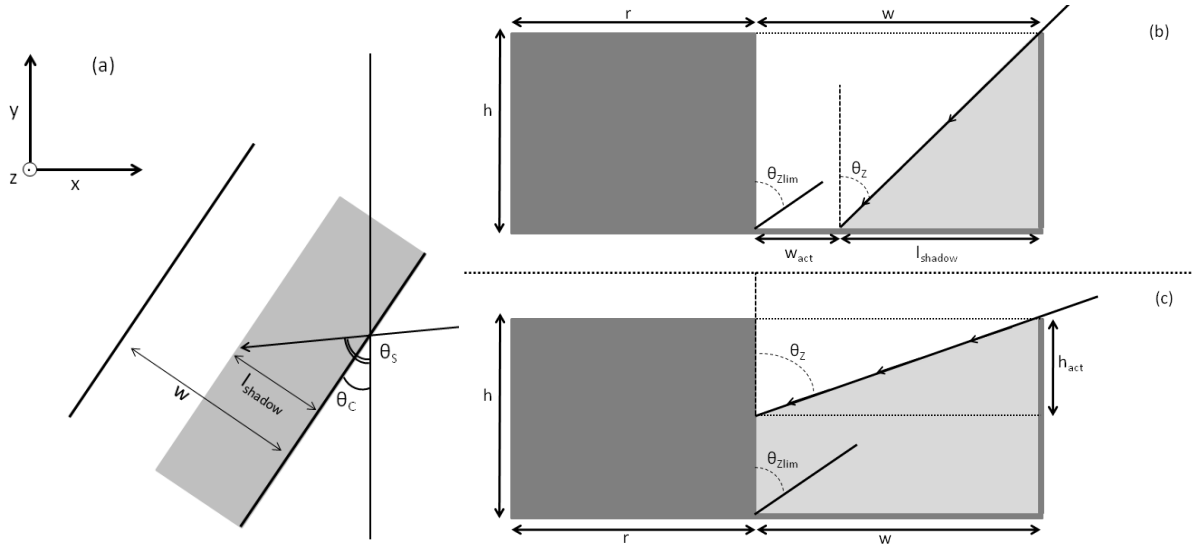 (a)
y
z
x
w
l_shadow
θ_C
θ_S
(b)
r
w
h
θ_Zlim
θ_Z
w_act
l_shadow
(c)
h
θ_Z
h_act
θ_Zlim
r
w